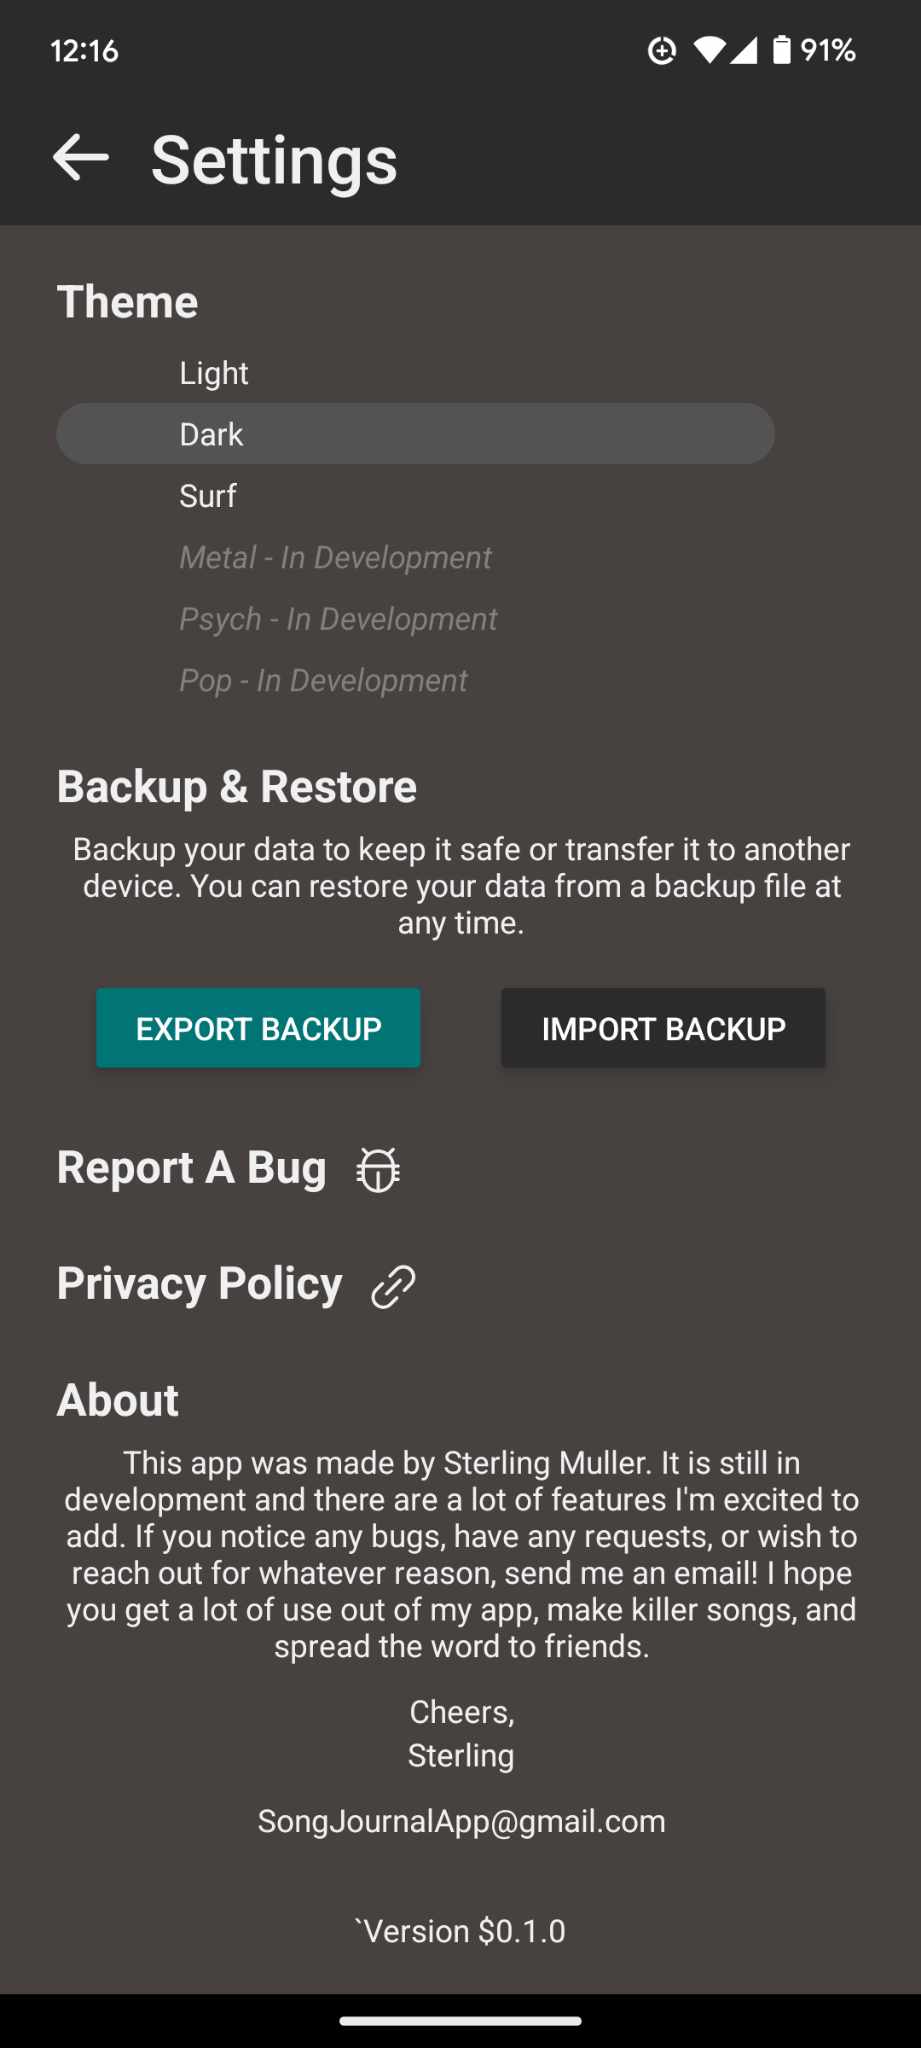 12:16
91%
Settings
Theme
Light
Dark
Surf
Metal - In Development
Psych - In Development
Pop - In Development
Backup & Restore
Backup your data to keep it safe or transfer it to another
device. You can restore your data from a backup file at
any time.
EXPORT BACKUP
IMPORT BACKUP
Report A Bug
Privacy Policy
About
This app was made by Sterling Muller. It is still in
development and there are a lot of features I'm excited to
add. If you notice any bugs, have any requests, or wish to
reach out for whatever reason, send me an email! I hope
you get a lot of use out of my app, make killer songs, and
spread the word to friends.
Cheers,
Sterling
SongJournalApp@gmail.com
`Version $0.1.0